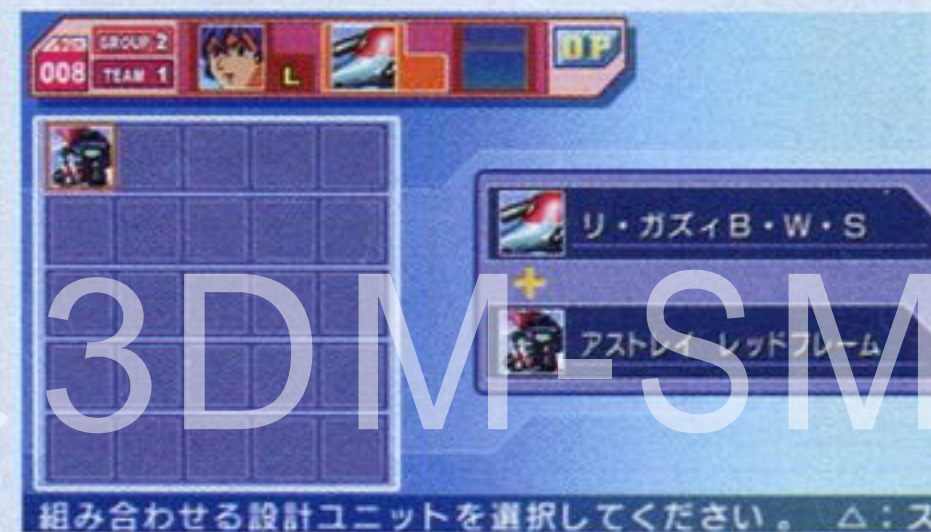 GROUP 2
008 TEAM 1
L
OP
リ・ガズィB・W・S
+
アストレイ レッドフレーム
3DM-SM
組み合わせる設計ユニットを選択してください。 △:ス